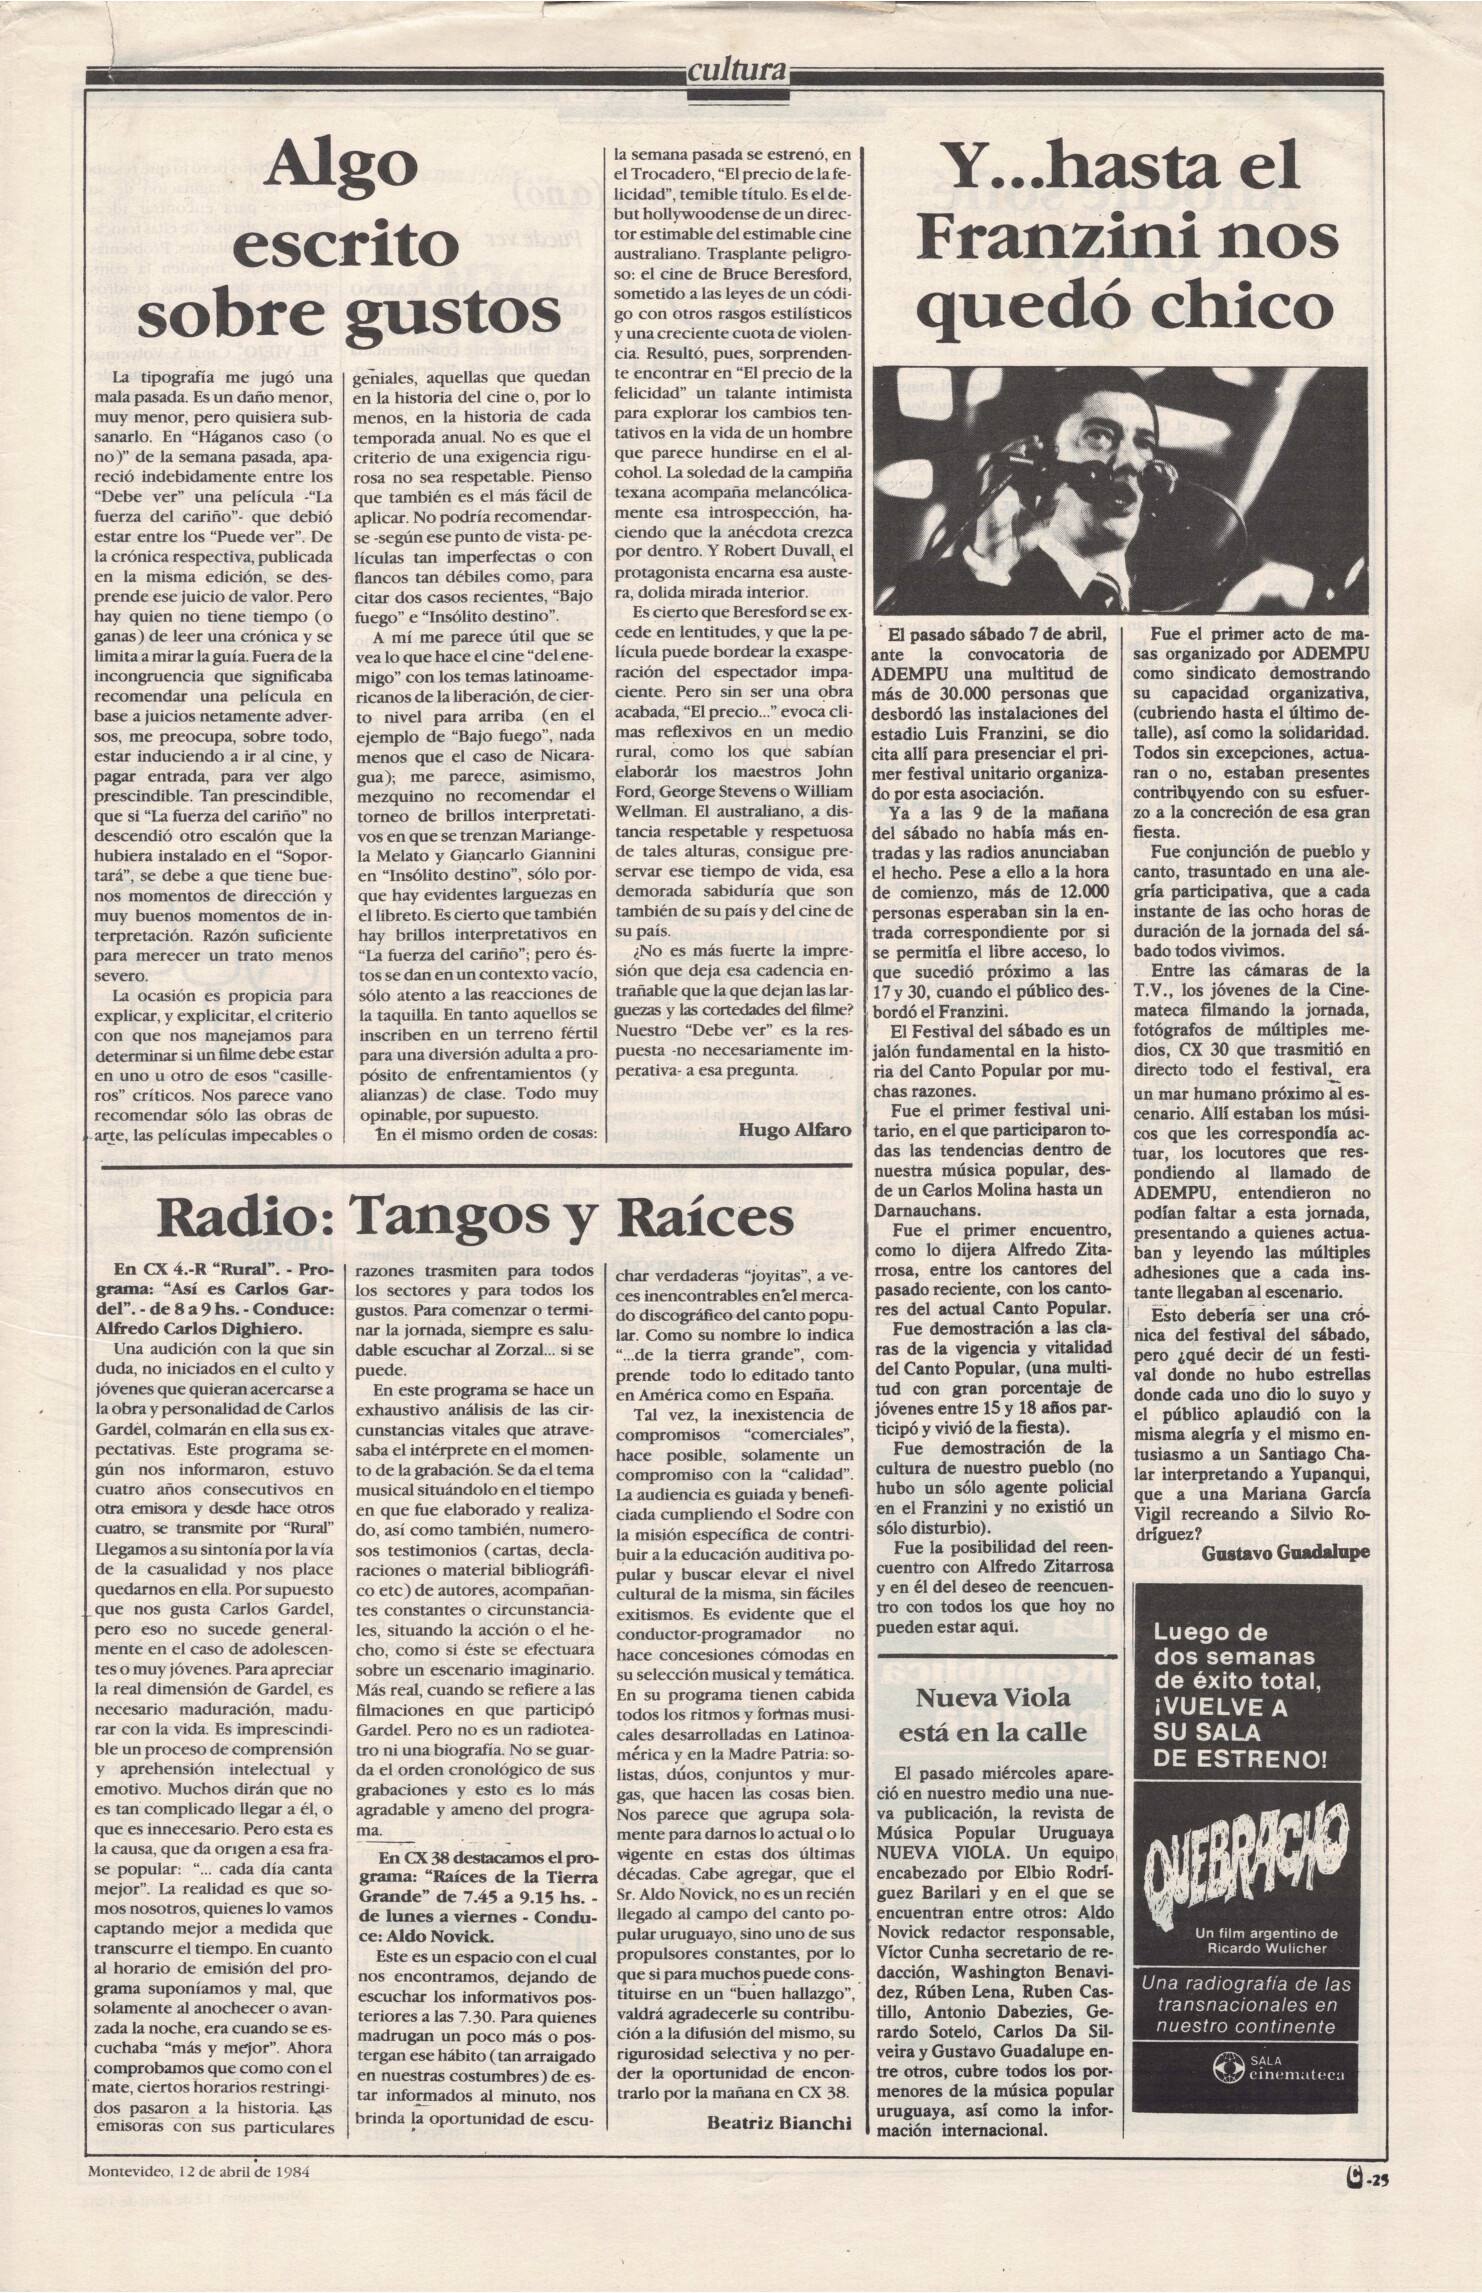 cultura
Algo
escrito
sobre gustos
La tipografía me jugó una
mala pasada. Es un daño menor,
muy menor, pero quisiera sub-
sanarlo. En “Háganos caso (o
no)” de la semana pasada, apa-
reció indebidamente entre los
“Debe ver” una película -“La
fuerza del cariño”- que debió
estar entre los “Puede ver”. De
la crónica respectiva, publicada
en la misma edición, se des-
prende ese juicio de valor. Pero
hay quien no tiene tiempo (o
ganas) de leer una crónica y se
limita a mirar la guía. Fuera de la
incongruencia que significaba
recomendar una película en
base a juicios netamente adver-
sos, me preocupa, sobre todo,
estar induciendo a ir al cine, y
pagar entrada, para ver algo
prescindible. Tan prescindible,
que si “La fuerza del cariño” no
descendió otro escalón que la
hubiera instalado en el “Sopor-
tará”, se debe a que tiene bue-
nos momentos de dirección y
muy buenos momentos de in-
terpretación. Razón suficiente
para merecer un trato menos
severo.
La ocasión es propicia para
explicar, y explicitar, el criterio
con que nos manejamos para
determinar si un filme debe estar
en uno u otro de esos “casille-
ros” críticos. Nos parece vano
recomendar sólo las obras de
arte, las películas impecables o
geniales, aquellas que quedan
en la historia del cine o, por lo
menos, en la historia de cada
temporada anual. No es que el
criterio de una exigencia rigu-
rosa no sea respetable. Pienso
que también es el más fácil de
aplicar. No podría recomendar-
se -según ese punto de vista- pe-
lículas tan imperfectas o con
flancos tan débiles como, para
citar dos casos recientes, “Bajo
fuego” e “Insólito destino”.
A mí me parece útil que se
vea lo que hace el cine “del ene-
migo” con los temas latinoame-
ricanos de la liberación, de cier-
to nivel para arriba (en el
ejemplo de “Bajo fuego”, nada
menos que el caso de Nicara-
gua); me parece, asimismo,
mezquino no recomendar el
torneo de brillos interpretati-
vos en que se trenzan Mariange-
la Melato y Giancarlo Giannini
en “Insólito destino”, sólo por-
que hay evidentes larguezas en
el libreto. Es cierto que también
hay brillos interpretativos en
“La fuerza del cariño”; pero és-
tos se dan en un contexto vacío,
sólo atento a las reacciones de
la taquilla. En tanto aquellos se
inscriben en un terreno fértil
para una diversión adulta a pro-
pósito de enfrentamientos (y
alianzas) de clase. Todo muy
opinable, por supuesto.
En el mismo orden de cosas:
la semana pasada se estrenó, en
el Trocadero, “El precio de la fe-
licidad”, temible título. Es el de-
but hollywoodense de un direc-
tor estimable del estimable cine
australiano. Trasplante peligro-
so: el cine de Bruce Beresford,
sometido a las leyes de un códi-
go con otros rasgos estilísticos
y una creciente cuota de violen-
cia. Resultó, pues, sorprenden-
te encontrar en “El precio de la
felicidad” un talante intimista
para explorar los cambios ten-
tativos en la vida de un hombre
que parece hundirse en el al-
cohol. La soledad de la campiña
texana acompaña melancólica-
mente esa introspección, ha-
ciendo que la anécdota crezca
por dentro. Y Robert Duvall, el
protagonista encarna esa auste-
ra, dolida mirada interior.
Es cierto que Beresford se ex-
cede en lentitudes, y que la pe-
lícula puede bordear la exaspe-
ración del espectador impa-
ciente. Pero sin ser una obra
acabada, “El precio...” evoca cli-
mas reflexivos en un medio
rural, como los que sabían
elaborár los maestros John
Ford, George Stevens o William
Wellman. El australiano, a dis-
tancia respetable y respetuosa
de tales alturas, consigue pre-
servar ese tiempo de vida, esa
demorada sabiduría que son
también de su país y del cine de
su país.
¿No es más fuerte la impre-
sión que deja esa cadencia en-
trañable que la que dejan las lar-
guezas y las cortedades del filme?
Nuestro “Debe ver” es la res-
puesta -no necesariamente im-
perativa- a esa pregunta.
Hugo Alfaro
Radio: Tangos y Raíces
En CX 4.-R “Rural”. - Pro-
grama: “Así es Carlos Gar-
del”. - de 8 a 9 hs. - Conduce:
Alfredo Carlos Dighiero.
Una audición con la que sin
duda, no iniciados en el culto y
jóvenes que quieran acercarse a
la obra y personalidad de Carlos
Gardel, colmarán en ella sus ex-
pectativas. Este programa se-
gún nos informaron, estuvo
cuatro años consecutivos en
otra emisora y desde hace otros
cuatro, se transmite por “Rural”
Llegamos a su sintonía por la vía
de la casualidad y nos place
quedarnos en ella. Por supuesto
que nos gusta Carlos Gardel,
pero eso no sucede general-
mente en el caso de adolescen-
tes o muy jóvenes. Para apreciar
la real dimensión de Gardel, es
necesario maduración, madu-
rar con la vida. Es imprescindi-
ble un proceso de comprensión
y aprehensión intelectual y
emotivo. Muchos dirán que no
es tan complicado llegar a él, o
que es innecesario. Pero esta es
la causa, que da origen a esa fra-
se popular: “... cada día canta
mejor”. La realidad es que so-
mos nosotros, quienes lo vamos
captando mejor a medida que
transcurre el tiempo. En cuanto
al horario de emisión del pro-
grama suponíamos y mal, que
solamente al anochecer o avan-
zada la noche, era cuando se es-
cuchaba “más y mejor”. Ahora
comprobamos que como con el
mate, ciertos horarios restringi-
dos pasaron a la historia. Las
emisoras con sus particulares
razones trasmiten para todos
los sectores y para todos los
gustos. Para comenzar o termi-
nar la jornada, siempre es salu-
dable escuchar al Zorzal... si se
puede.
En este programa se hace un
exhaustivo análisis de las cir-
cunstancias vitales que atrave-
saba el intérprete en el momen-
to de la grabación. Se da el tema
musical situándolo en el tiempo
en que fue elaborado y realiza-
do, así como también, numero-
sos testimonios (cartas, decla-
raciones o material bibliográfi-
co etc) de autores, acompañan-
tes constantes o circunstancia-
les, situando la acción o el he-
cho, como si éste se efectuara
sobre un escenario imaginario.
Más real, cuando se refiere a las
filmaciones en que participó
Gardel. Pero no es un radiotea-
tro ni una biografía. No se guar-
da el orden cronológico de sus
grabaciones y esto es lo más
agradable y ameno del progra-
ma.
En CX 38 destacamos el pro-
grama: “Raíces de la Tierra
Grande” de 7.45 a 9.15 hs. -
de lunes a viernes - Condu-
ce: Aldo Novick.
Este es un espacio con el cual
nos encontramos, dejando de
escuchar los informativos pos-
teriores a las 7.30. Para quienes
madrugan un poco más o pos-
tergan ese hábito (tan arraigado
en nuestras costumbres) de es-
tar informados al minuto, nos
brinda la oportunidad de escu-
char verdaderas “joyitas”, a ve-
ces inencontrables en el merca-
do discográfico del canto popu-
lar. Como su nombre lo indica
“...de la tierra grande”, com-
prende todo lo editado tanto
en América como en España.
Tal vez, la inexistencia de
compromisos “comerciales”,
hace posible, solamente un
compromiso con la “calidad”.
La audiencia es guiada y benefi-
ciada cumpliendo el Sodre con
la misión específica de contri-
buir a la educación auditiva po-
pular y buscar elevar el nivel
cultural de la misma, sin fáciles
exitismos. Es evidente que el
conductor-programador no
hace concesiones cómodas en
su selección musical y temática.
En su programa tienen cabida
todos los ritmos y formas musi-
cales desarrolladas en Latinoa-
mérica y en la Madre Patria: so-
listas, dúos, conjuntos y mur-
gas, que hacen las cosas bien.
Nos parece que agrupa sola-
mente para darnos lo actual o lo
vigente en estas dos últimas
décadas. Cabe agregar, que el
Sr. Aldo Novick, no es un recién
llegado al campo del canto po-
pular uruguayo, sino uno de sus
propulsores constantes, por lo
que si para muchos puede cons-
tituirse en un “buen hallazgo”,
valdrá agradecerle su contribu-
ción a la difusión del mismo, su
rigurosidad selectiva y no per-
der la oportunidad de encon-
trarlo por la mañana en CX 38.
Beatriz Bianchi
Y...hasta el
Franzini nos
quedó chico
El pasado sábado 7 de abril,
ante la convocatoria de
ADEMPU una multitud de
más de 30.000 personas que
desbordó las instalaciones del
estadio Luis Franzini, se dio
cita allí para presenciar el pri-
mer festival unitario organiza-
do por esta asociación.
Ya a las 9 de la mañana
del sábado no había más en-
tradas y las radios anunciaban
el hecho. Pese a ello a la hora
de comienzo, más de 12.000
personas esperaban sin la en-
trada correspondiente por si
se permitía el libre acceso, lo
que sucedió próximo a las
17 y 30, cuando el público des-
bordó el Franzini.
El Festival del sábado es un
jalón fundamental en la histo-
ria del Canto Popular por mu-
chas razones.
Fue el primer festival uni-
tario, en el que participaron to-
das las tendencias dentro de
nuestra música popular, des-
de un Carlos Molina hasta un
Darnauchans.
Fue el primer encuentro,
como lo dijera Alfredo Zita-
rrosa, entre los cantores del
pasado reciente, con los canto-
res del actual Canto Popular.
Fue demostración a las cla-
ras de la vigencia y vitalidad
del Canto Popular, (una multi-
tud con gran porcentaje de
jóvenes entre 15 y 18 años par-
ticipó y vivió de la fiesta).
Fue demostración de la
cultura de nuestro pueblo (no
hubo un sólo agente policial
en el Franzini y no existió un
sólo disturbio).
Fue la posibilidad del reen-
cuentro con Alfredo Zitarrosa
y en él del deseo de reencuen-
tro con todos los que hoy no
pueden estar aquí.
Fue el primer acto de ma-
sas organizado por ADEMPU
como sindicato demostrando
su capacidad organizativa,
(cubriendo hasta el último de-
talle), así como la solidaridad.
Todos sin excepciones, actua-
ran o no, estaban presentes
contribuyendo con su esfuer-
zo a la concreción de esa gran
fiesta.
Fue conjunción de pueblo y
canto, trasuntado en una ale-
gría participativa, que a cada
instante de las ocho horas de
duración de la jornada del sá-
bado todos vivimos.
Entre las cámaras de la
T.V., los jóvenes de la Cine-
mateca filmando la jornada,
fotógrafos de múltiples me-
dios, CX 30 que trasmitió en
directo todo el festival, era
un mar humano próximo al es-
cenario. Allí estaban los músi-
cos que les correspondía ac-
tuar, los locutores que res-
pondiendo al llamado de
ADEMPU, entendieron no
podían faltar a esta jornada,
presentando a quienes actua-
ban y leyendo las múltiples
adhesiones que a cada ins-
tante llegaban al escenario.
Esto debería ser una cró-
nica del festival del sábado,
pero ¿qué decir de un festi-
val donde no hubo estrellas
donde cada uno dio lo suyo y
el público aplaudió con la
misma alegría y el mismo en-
tusiasmo a un Santiago Cha-
lar interpretando a Yupanqui,
que a una Mariana García
Vigil recreando a Silvio Ro-
dríguez?
Gustavo Guadalupe
Nueva Viola
está en la calle
El pasado miércoles apare-
ció en nuestro medio una nue-
va publicación, la revista de
Música Popular Uruguaya
NUEVA VIOLA. Un equipo
encabezado por Elbio Rodrí-
guez Barilari y en el que se
encuentran entre otros: Aldo
Novick redactor responsable,
Víctor Cunha secretario de re-
dacción, Washington Benavi-
dez, Rúben Lena, Ruben Cas-
tillo, Antonio Dabezies, Ge-
rardo Sotelo, Carlos Da Sil-
veira y Gustavo Guadalupe en-
tre otros, cubre todos los por-
menores de la música popular
uruguaya, así como la infor-
mación internacional.
Luego de
dos semanas
de éxito total,
¡VUELVE A
SU SALA
DE ESTRENO!
QUEBRACHO
Un film argentino de
Ricardo Wulicher
Una radiografía de las
transnacionales en
nuestro continente
SALA
cinemateca
Montevideo, 12 de abril de 1984
C-25